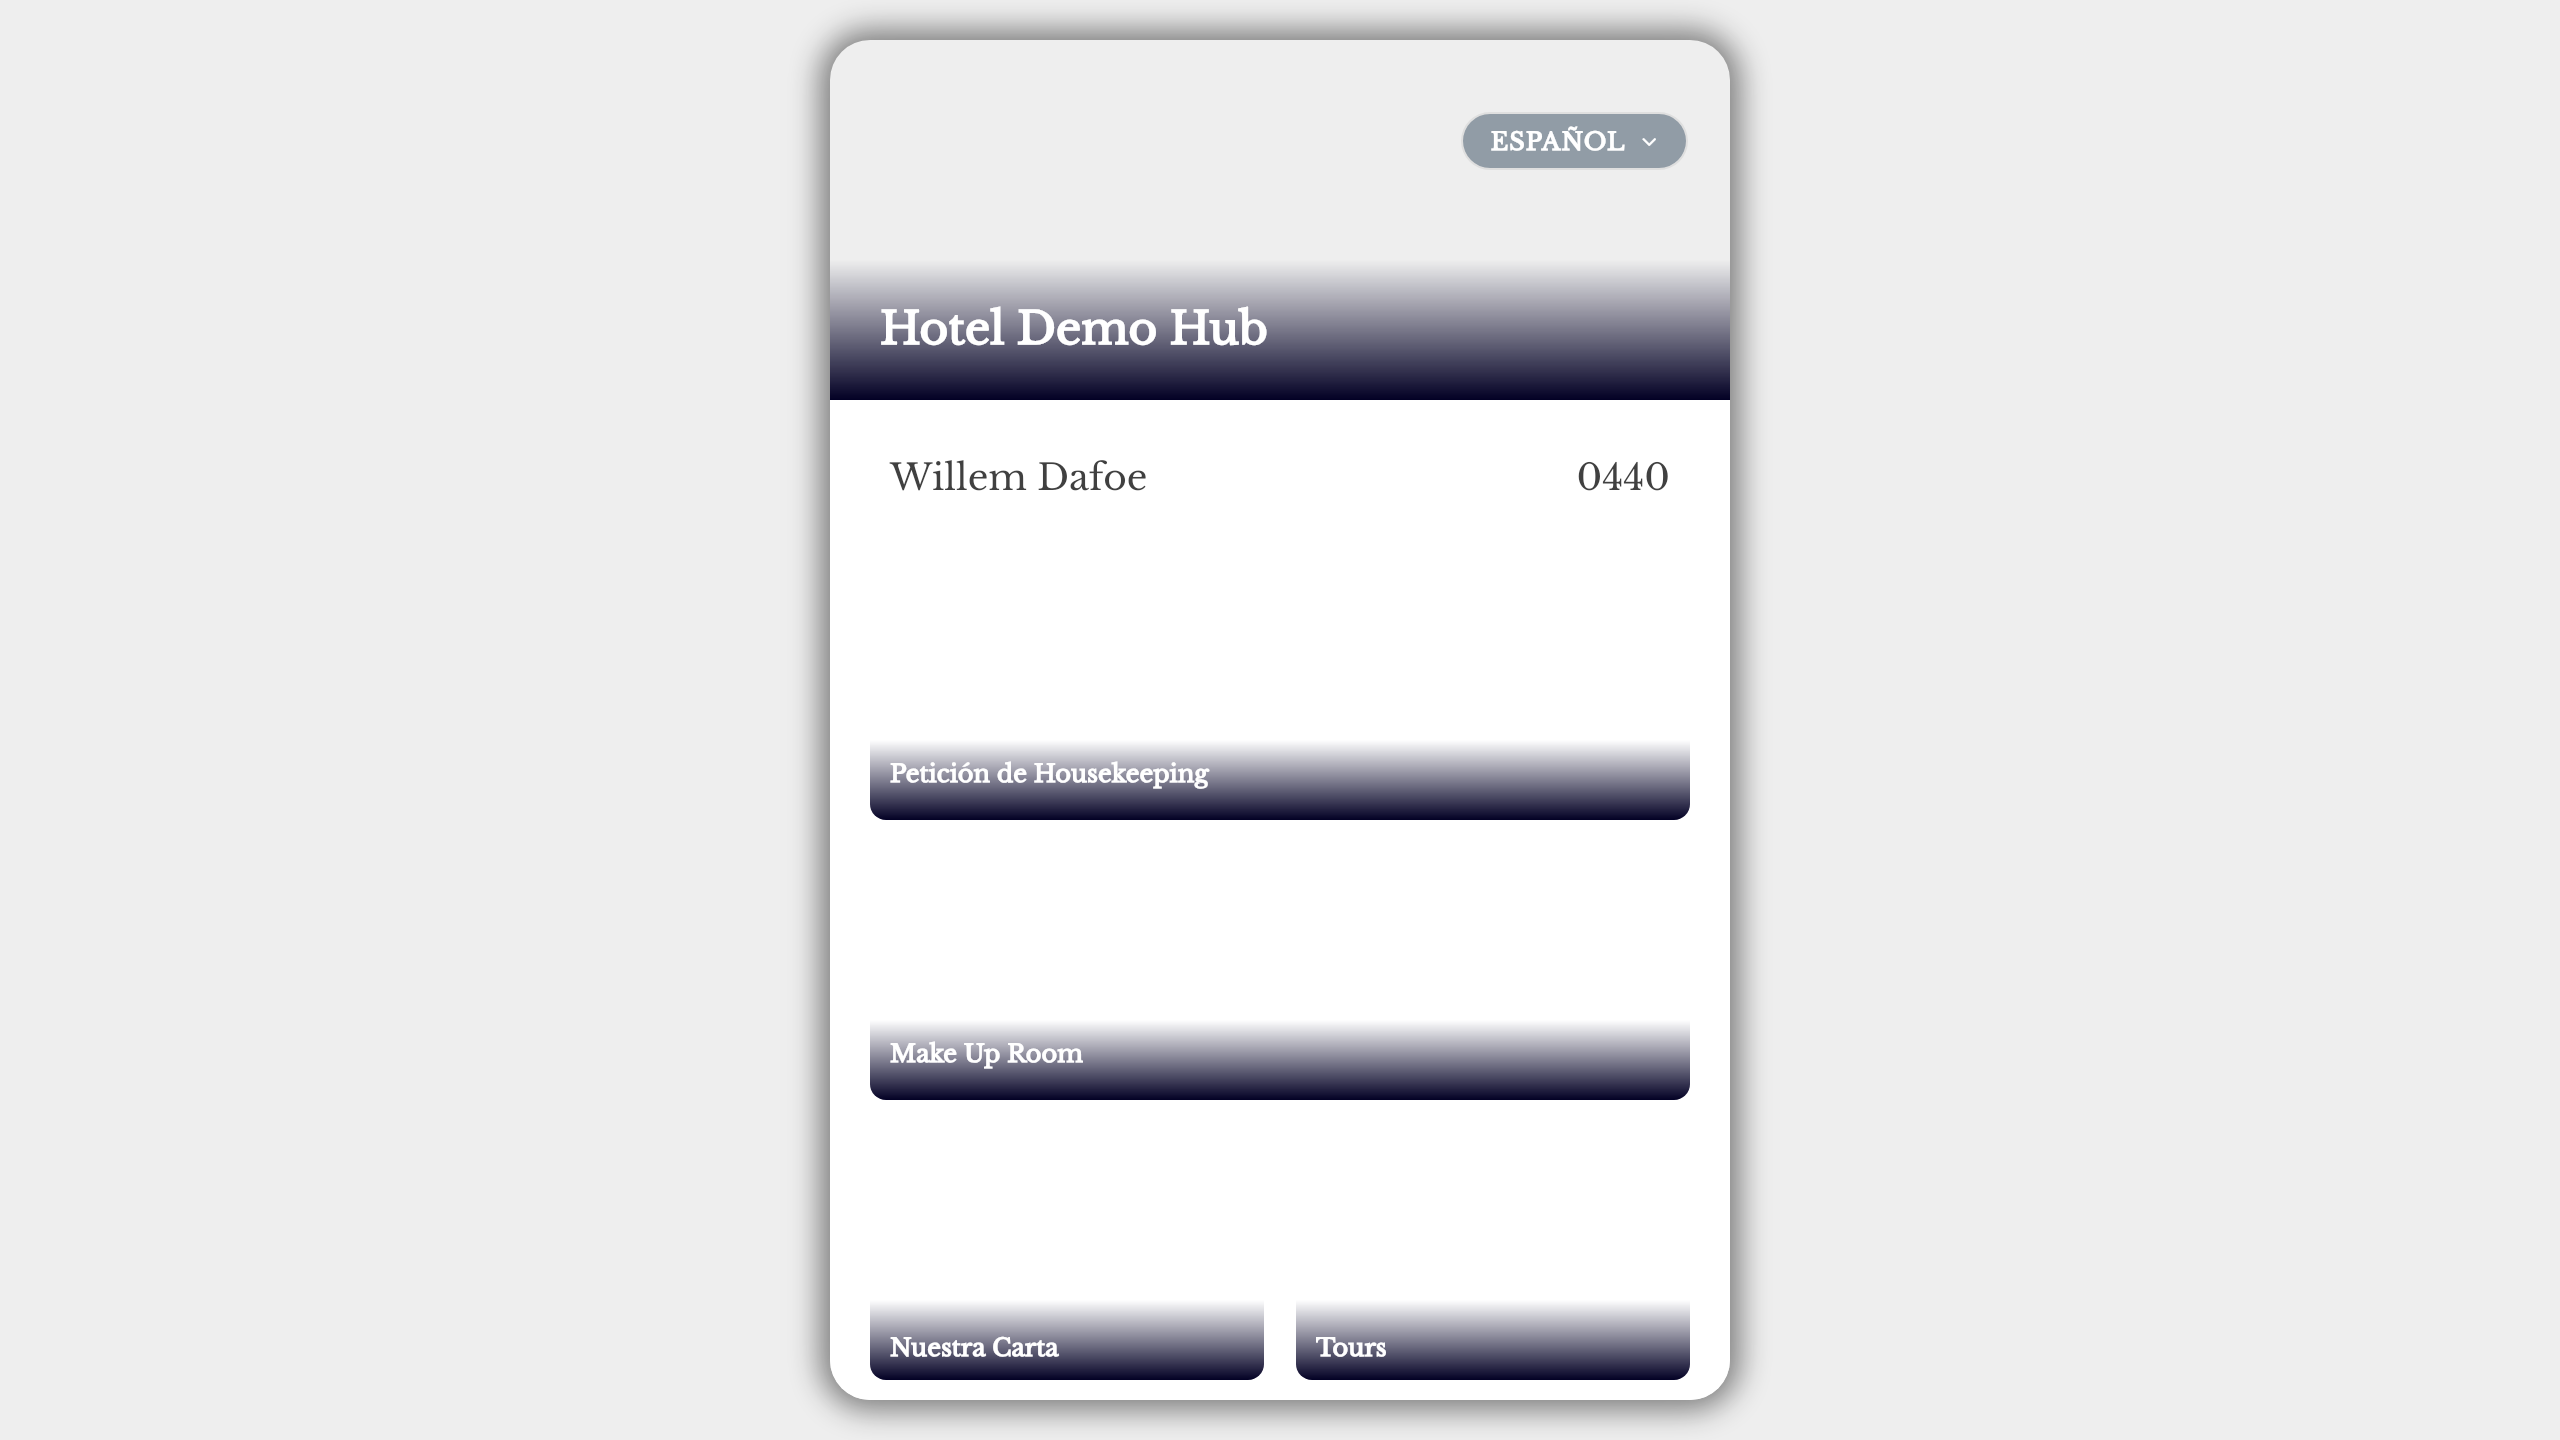 ESPAÑOL
Hotel Demo Hub
Willem Dafoe 0440
Petición de Housekeeping
Make Up Room
Nuestra Carta Tours